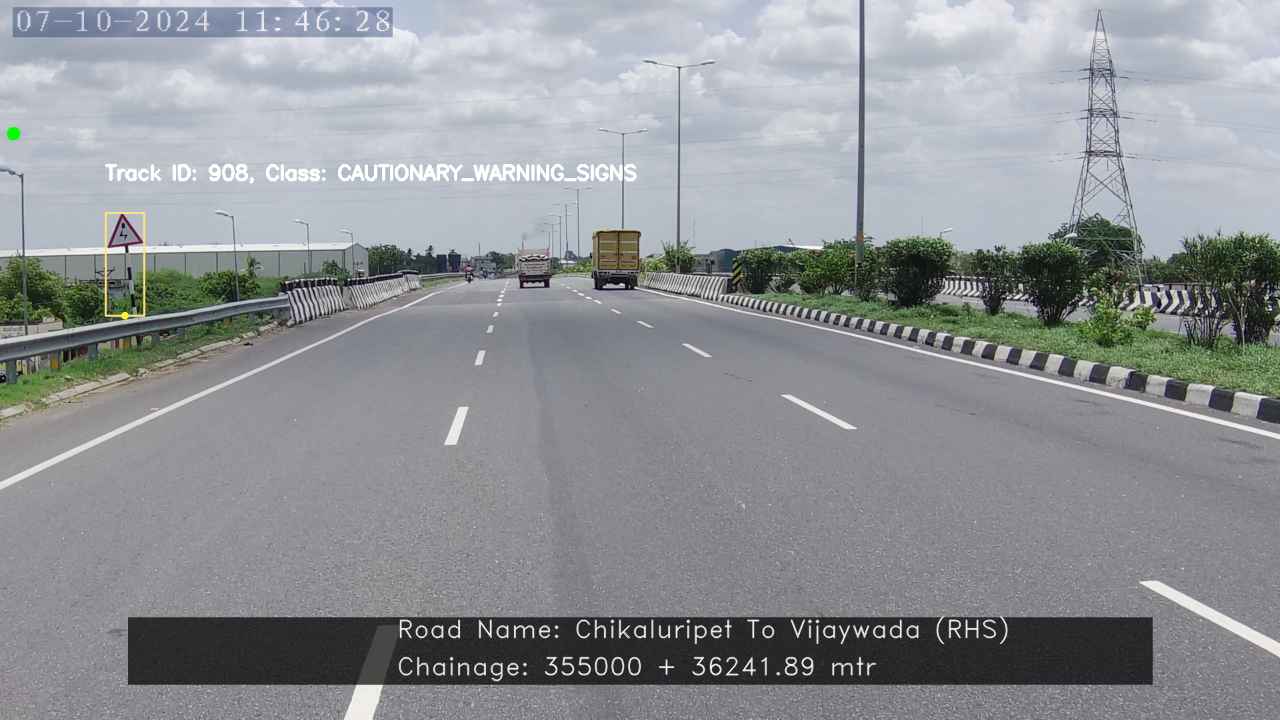 07-10-2024 11:46:28
Track ID: 908, Class: CAUTIONARY_WARNING_SIGNS
Road Name: Chikaluripet To Vijaywada (RHS)
Chainage: 355000 + 36241.89 mtr